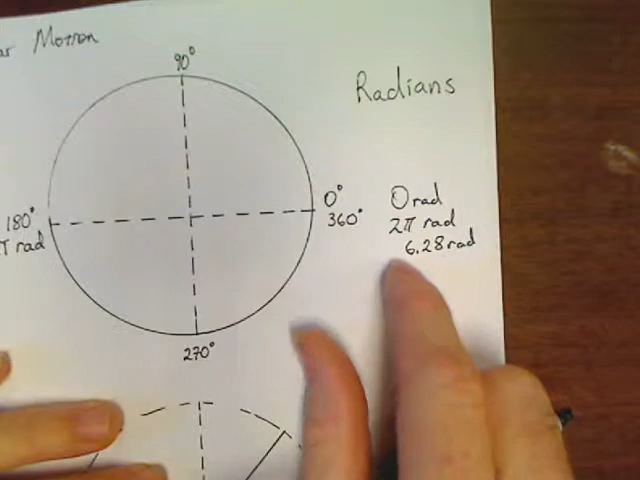 Motion
90°
Radians
0° 0 rad
180° 360° 2π rad
π rad 6.28 rad
270°